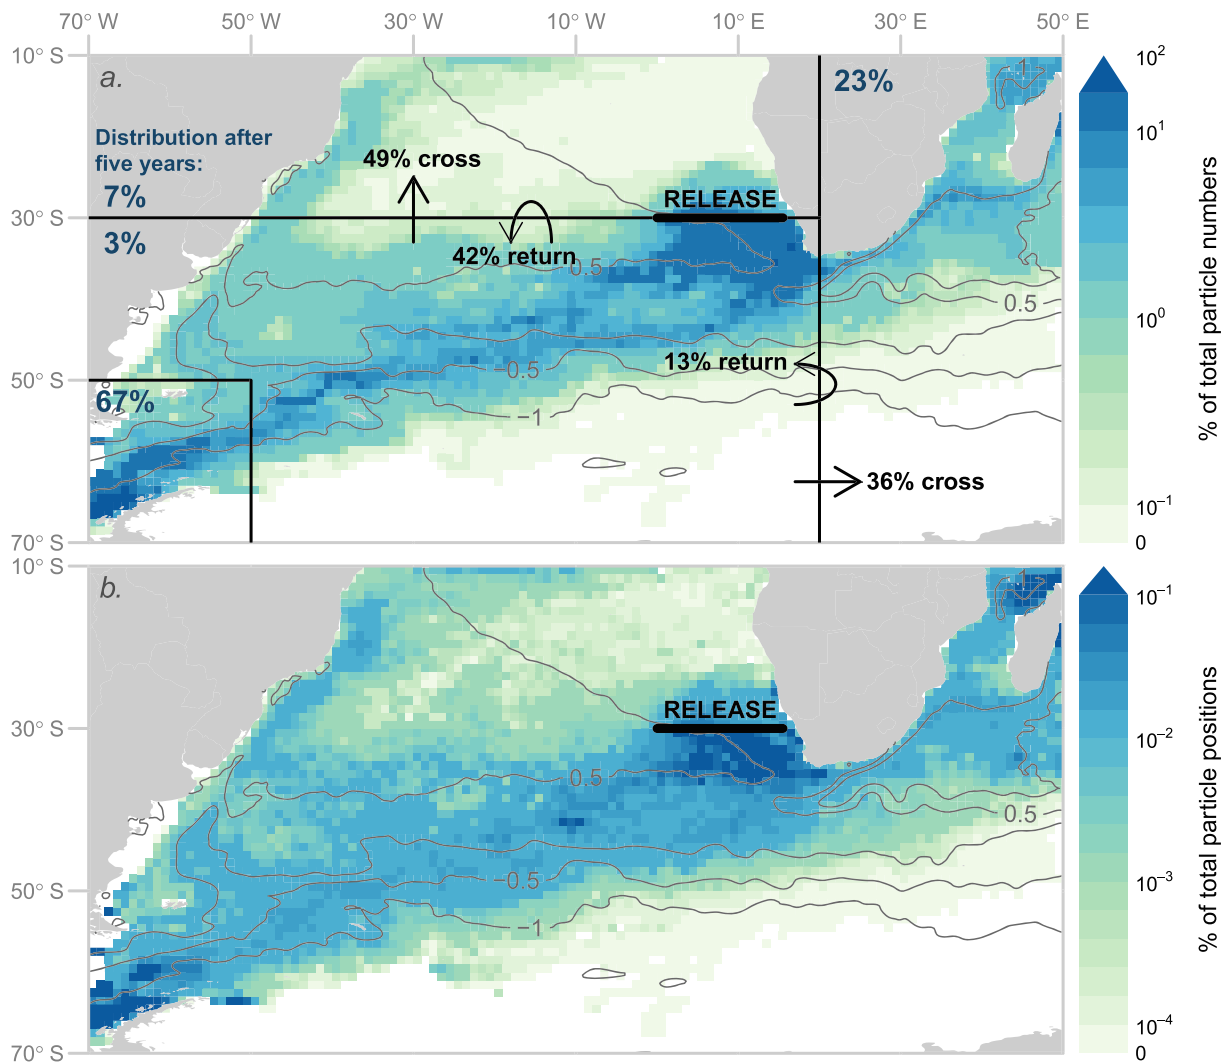 70° W 50° W 30° W 10° W 10° E 30° E 50° E
10° S
a.
23%
1
10²
Distribution after
five years:
7%
49% cross
10¹
RELEASE
30° S
3%
42% return
0.5
0.5
10⁰
13% return
−0.5
50° S
67%
−1
36% cross
10⁻¹
70° S
0
% of total particle numbers
10° S
b.
1
10⁻¹
RELEASE
30° S
10⁻²
0.5
0.5
−0.5
50° S
10⁻³
−1
10⁻⁴
70° S
0
% of total particle positions